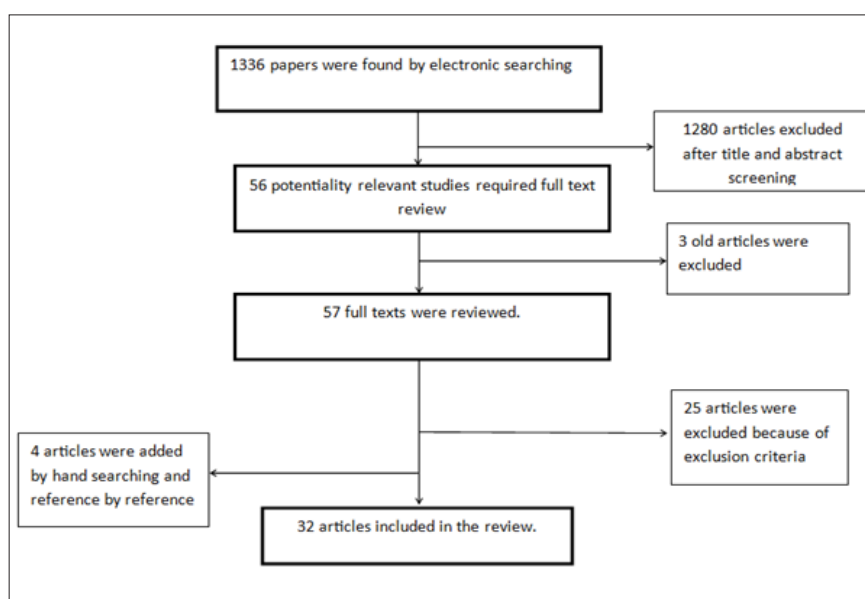 1336 papers were found by electronic searching
1280 articles excluded
after title and abstract
screening
56 potentiality relevant studies required full text
review
3 old articles were
excluded
57 full texts were reviewed.
25 articles were
excluded because of
exclusion criteria
4 articles were added
by hand searching and
reference by reference
32 articles included in the review.